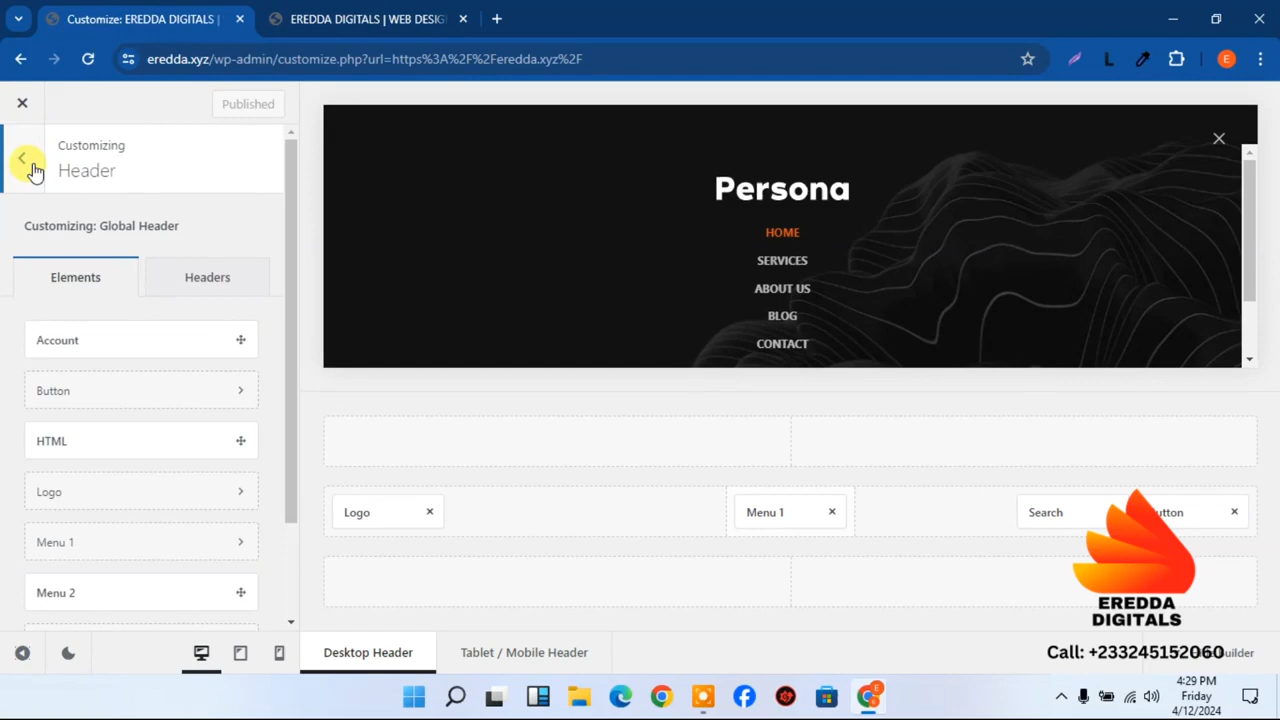 Customize: EREDDA DIGITALS |
EREDDA DIGITALS | WEB DESIG
eredda.xyz/wp-admin/customize.php?url=https%3A%2F%2Feredda.xyz%2F
E
Published
Customizing
Header
Customizing: Global Header
Elements
Headers
Account
Button
HTML
Logo
Menu 1
Menu 2
Persona
HOME
SERVICES
ABOUT US
BLOG
CONTACT
Logo
Menu 1
Search
utton
EREDDA
DIGITALS
Call: +233245152060
uilder
Desktop Header
Tablet / Mobile Header
4:29 PM
Friday
4/12/2024